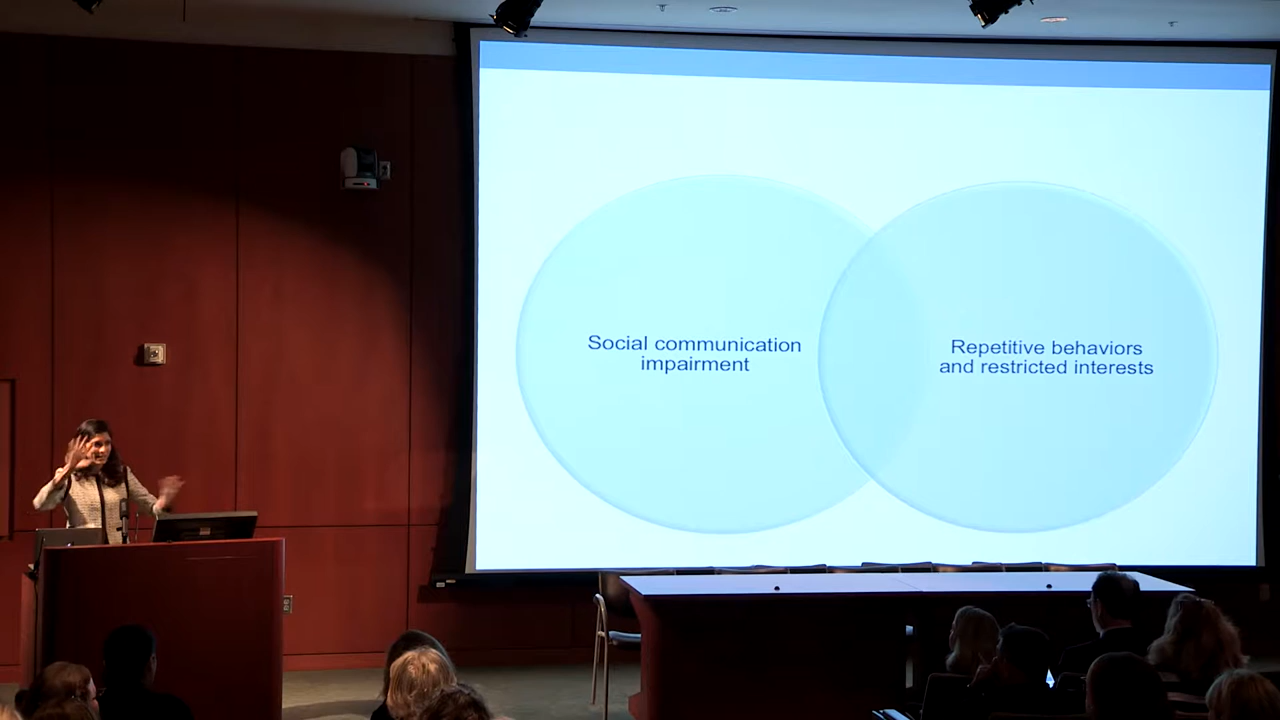 Social communication
impairment
Repetitive behaviors
and restricted interests